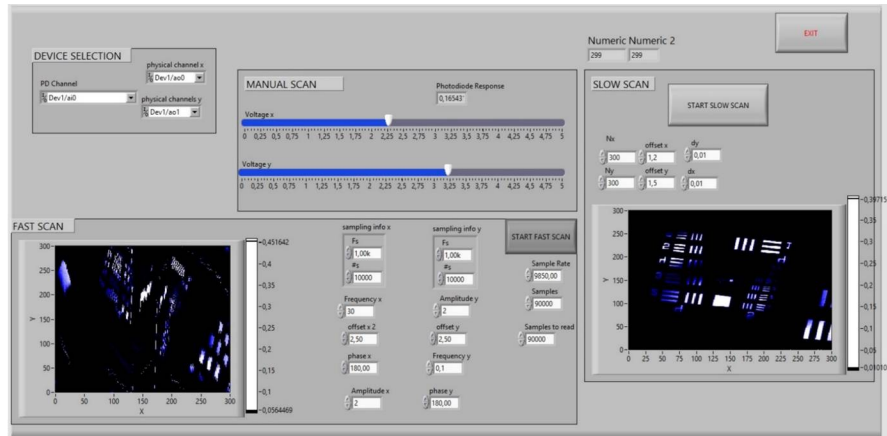 EXIT
Numeric Numeric 2
299 299
DEVICE SELECTION
physical channel x
Dev1/ao0
PD Channel
Dev1/ai0
physical channels y
Dev1/ao1
MANUAL SCAN
Photodiode Response
0,16543
Voltage x
0 0,25 0,5 0,75 1 1,25 1,5 1,75 2 2,25 2,5 2,75 3 3,25 3,5 3,75 4 4,25 4,5 4,75 5
Voltage y
0 0,25 0,5 0,75 1 1,25 1,5 1,75 2 2,25 2,5 2,75 3 3,25 3,5 3,75 4 4,25 4,5 4,75 5
SLOW SCAN
START SLOW SCAN
Nx offset x dy
300 1,2 0,01
Ny offset y dx
300 1,5 0,01
300
250
200
150
100
50
0
Y
0 25 50 75 100 125 150 175 200 225 250 275 300
X
0,39715
0,35
0,3
0,25
0,2
0,15
0,1
0,05
0,01010
FAST SCAN
300
250
200
150
100
50
0
Y
0 50 100 150 200 250 300
X
0,451642
0,4
0,35
0,3
0,25
0,2
0,15
0,1
0,0564469
sampling info x sampling info y
Fs Fs
1,00k 1,00k
#s #s
10000 10000
Frequency x Amplitude y
30 2
offset x 2 offset y
2,50 2,50
phase x Frequency y
180,00 0,1
Amplitude x phase y
2 180,00
START FAST SCAN
Sample Rate
9850,00
Samples
90000
Samples to read
90000